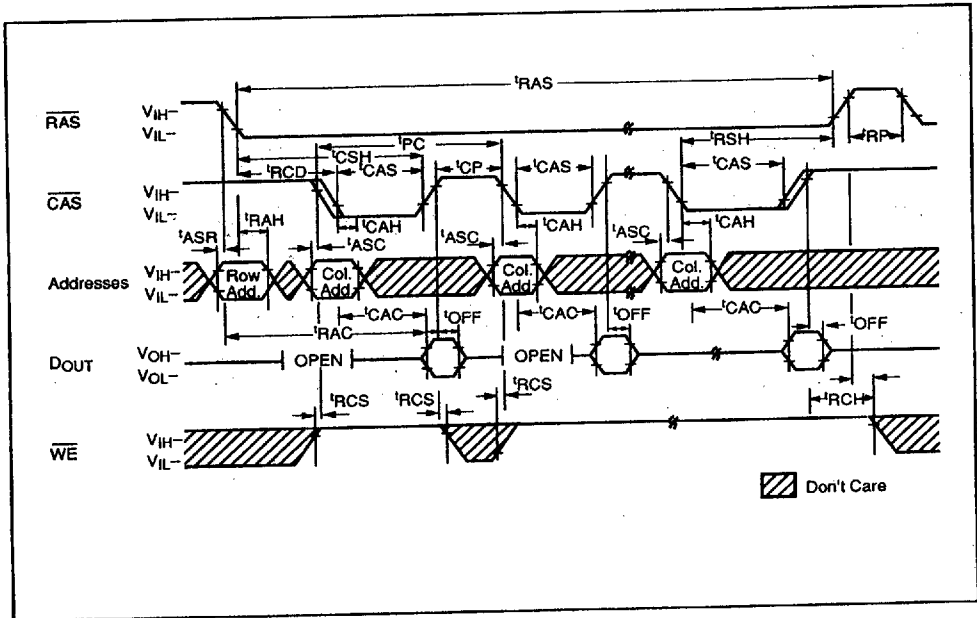 tRAS
RAS
VIH–
VIL–
tRSH
tRP
tPC
tCSH
tRCD
tCAS
tCP
tCAS
tCAS
CAS
VIH–
VIL–
tRAH
tCAH
tCAH
tCAH
tASR
tASC
tASC
tASC
Addresses
VIH–
VIL–
Row
Add.
Col.
Add.
Col.
Add.
Col.
Add.
tRAC
tCAC
tOFF
tCAC
tOFF
tCAC
tOFF
DOUT
VOH–
VOL–
OPEN
OPEN
tRCS
tRCS
tRCS
tRCH
WE
VIH–
VIL–
Don't Care